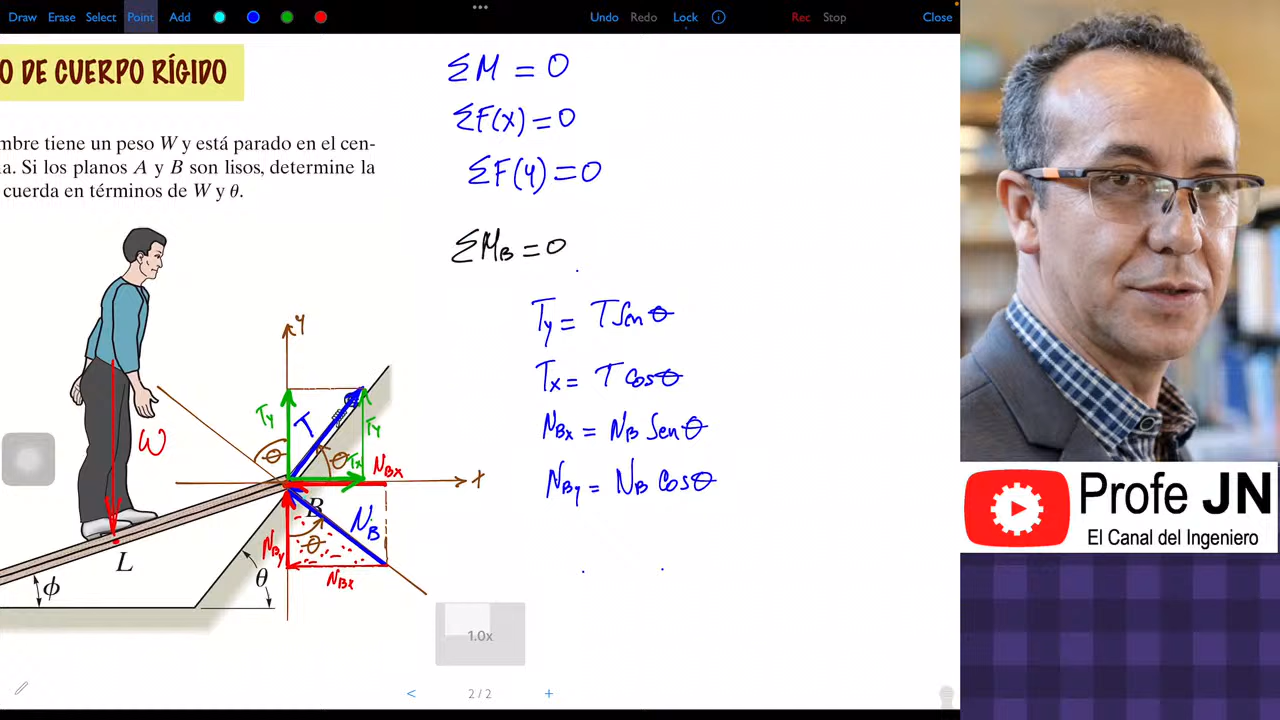 Draw Erase Select Point Add Undo Redo Lock Rec Stop Close
O DE CUERPO RÍGIDO
mbre tiene un peso W y está parado en el cen-
a. Si los planos A y B son lisos, determine la
cuerda en términos de W y θ.
ΣM = 0
ΣF(x) = 0
ΣF(y) = 0
ΣM_B = 0
T_y = T Sen θ
T_x = T Cos θ
N_Bx = N_B Sen θ
N_By = N_B Cos θ
y
T_y
T
T_y
θ
θ
T_x
N_Bx
x
W
B
N_B
N_By
θ
N_Bx
L
ϕ
θ
1.0x
< 2 / 2 +
Profe JN
El Canal del Ingeniero